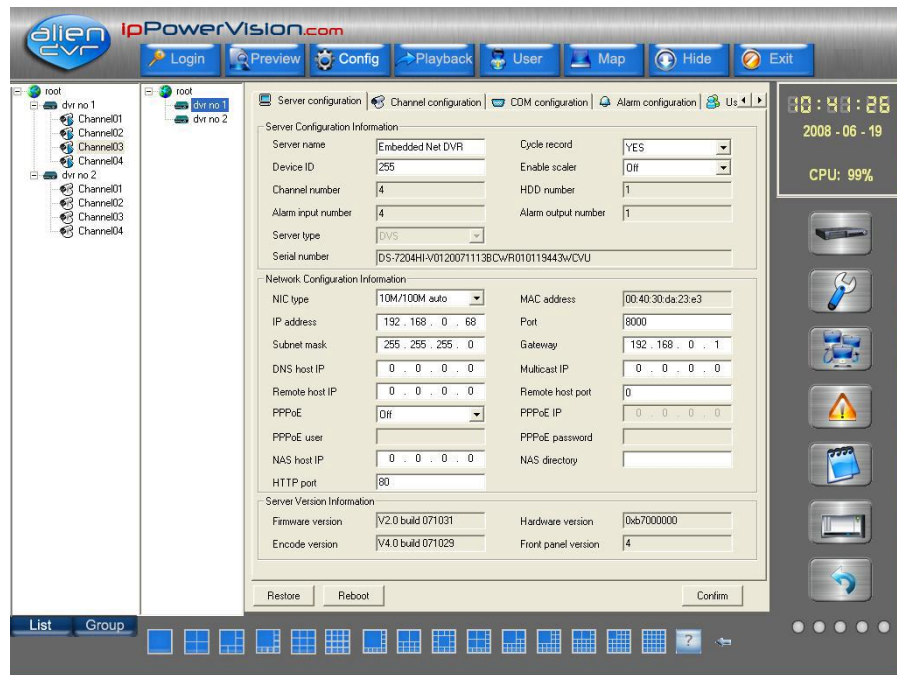 alien dvr
ipPowerVision.com
Login Preview Config Playback User Map Hide Exit
root
dvr no 1
Channel01
Channel02
Channel03
Channel04
dvr no 2
Channel01
Channel02
Channel03
Channel04
root
dvr no 1
dvr no 2
Server configuration Channel configuration COM configuration Alarm configuration Us
10:41:26
2008 - 06 - 19
CPU: 99%
Server Configuration Information
Server name Embedded Net DVR Cycle record YES
Device ID 255 Enable scaler Off
Channel number 4 HDD number 1
Alarm input number 4 Alarm output number 1
Server type DVS
Serial number DS-7204HI-V0120071113BCWR010119443WCVU
Network Configuration Information
NIC type 10M/100M auto MAC address 00:40:30:da:23:e3
IP address 192 . 168 . 0 . 68 Port 8000
Subnet mask 255 . 255 . 255 . 0 Gateway 192 . 168 . 0 . 1
DNS host IP 0 . 0 . 0 . 0 Multicast IP 0 . 0 . 0 . 0
Remote host IP 0 . 0 . 0 . 0 Remote host port 0
PPPoE Off PPPoE IP 0 . 0 . 0 . 0
PPPoE user PPPoE password
NAS host IP 0 . 0 . 0 . 0 NAS directory
HTTP port 80
Server Version Information
Firmware version V2.0 build 071031 Hardware version 0xb7000000
Encode version V4.0 build 071029 Front panel version 4
Restore Reboot Confirm
List Group
?